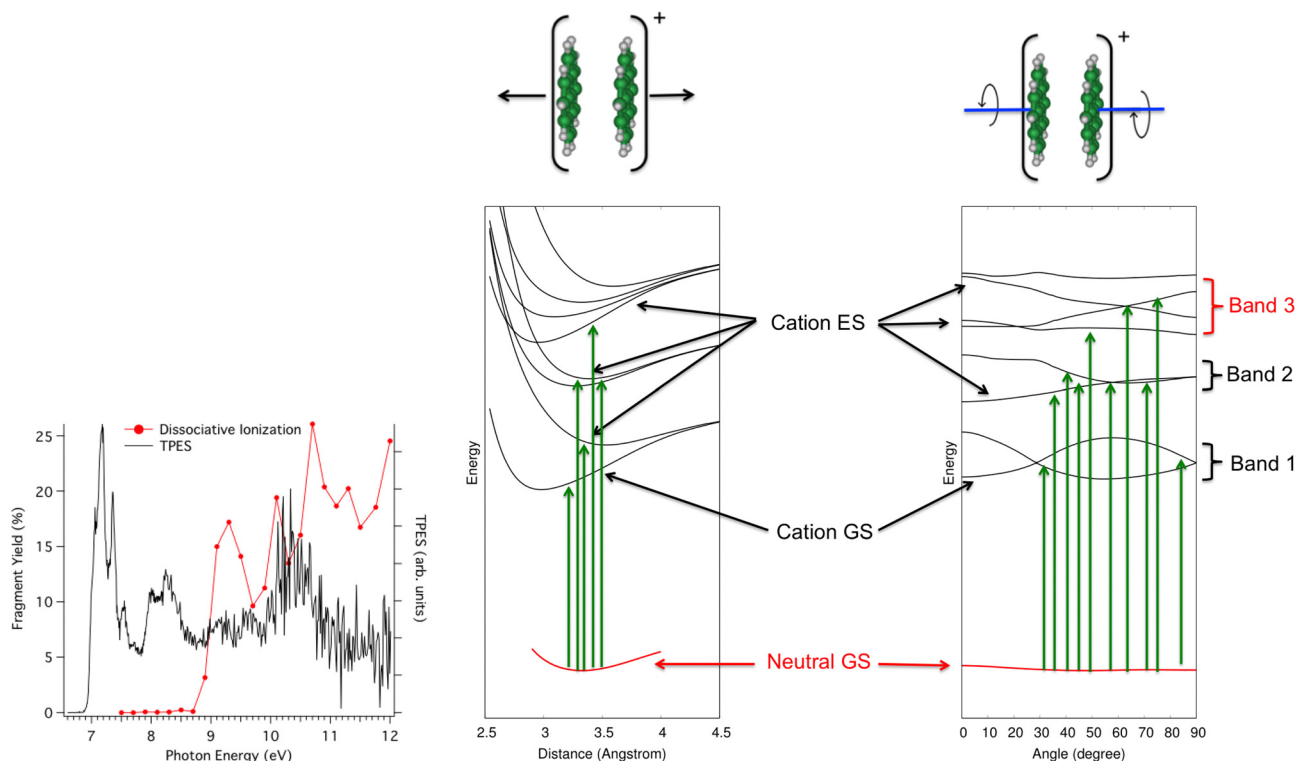 +
+
Dissociative Ionization
TPES
25
20
15
10
5
0
Fragment Yield (%)
TPES (arb. units)
7
8
9
10
11
12
Photon Energy (eV)
Energy
2.5
3
3.5
4
4.5
Distance (Angstrom)
Cation ES
Cation GS
Neutral GS
Energy
0
10
20
30
40
50
60
70
80
90
Angle (degree)
Band 3
Band 2
Band 1